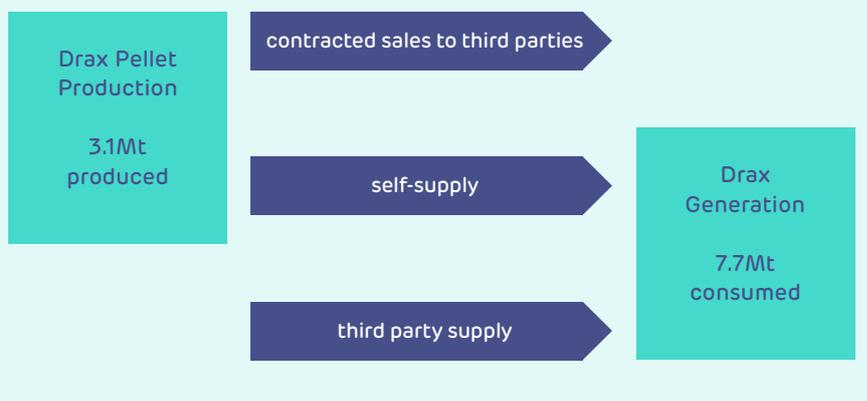 Drax Pellet
Production
3.1Mt
produced
contracted sales to third parties
self-supply
third party supply
Drax
Generation
7.7Mt
consumed